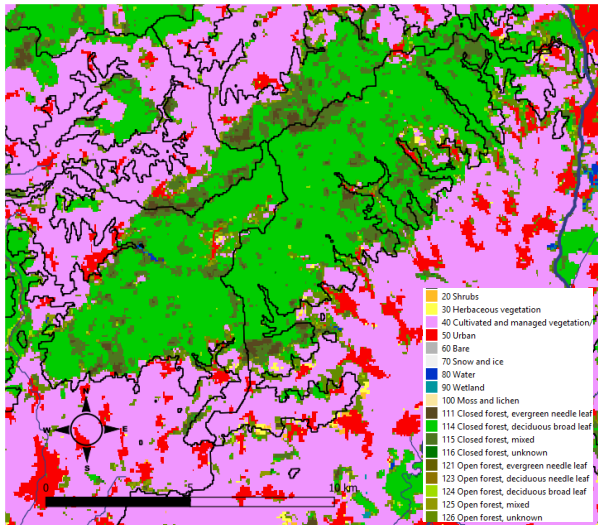 20 Shrubs
30 Herbaceous vegetation
40 Cultivated and managed vegetation/
50 Urban
60 Bare
70 Snow and ice
80 Water
90 Wetland
100 Moss and lichen
111 Closed forest, evergreen needle leaf
114 Closed forest, deciduous broad leaf
115 Closed forest, mixed
116 Closed forest, unknown
121 Open forest, evergreen needle leaf
123 Open forest, deciduous needle leaf
124 Open forest, deciduous broad leaf
125 Open forest, mixed
126 Open forest, unknown
N
W E
S
0 5 10 km